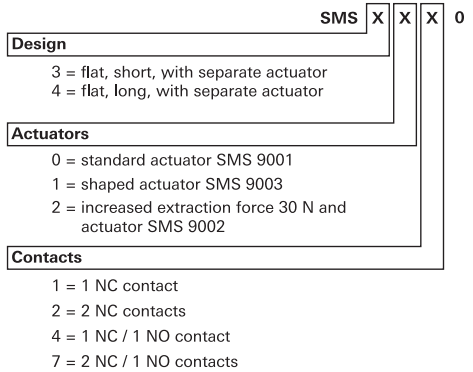 SMS X X X 0
Design
3 = flat, short, with separate actuator
4 = flat, long, with separate actuator
Actuators
0 = standard actuator SMS 9001
1 = shaped actuator SMS 9003
2 = increased extraction force 30 N and
actuator SMS 9002
Contacts
1 = 1 NC contact
2 = 2 NC contacts
4 = 1 NC / 1 NO contact
7 = 2 NC / 1 NO contacts